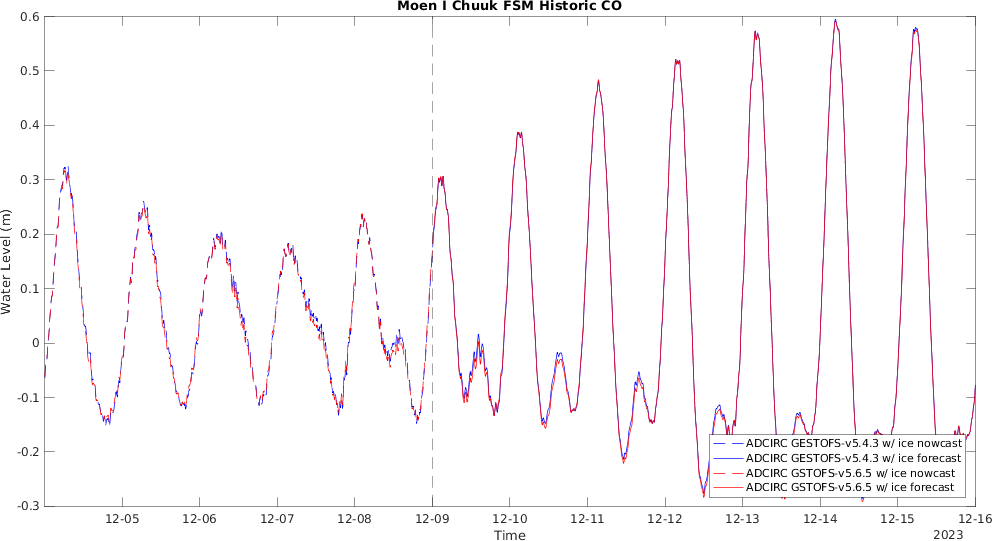 Moen I Chuuk FSM Historic CO
Water Level (m)
0.6
0.5
0.4
0.3
0.2
0.1
0
-0.1
-0.2
-0.3
ADCIRC GESTOFS-v5.4.3 w/ ice nowcast
ADCIRC GESTOFS-v5.4.3 w/ ice forecast
ADCIRC GSTOFS-v5.6.5 w/ ice nowcast
ADCIRC GSTOFS-v5.6.5 w/ ice forecast
12-05 12-06 12-07 12-08 12-09 12-10 12-11 12-12 12-13 12-14 12-15 12-16
Time
2023